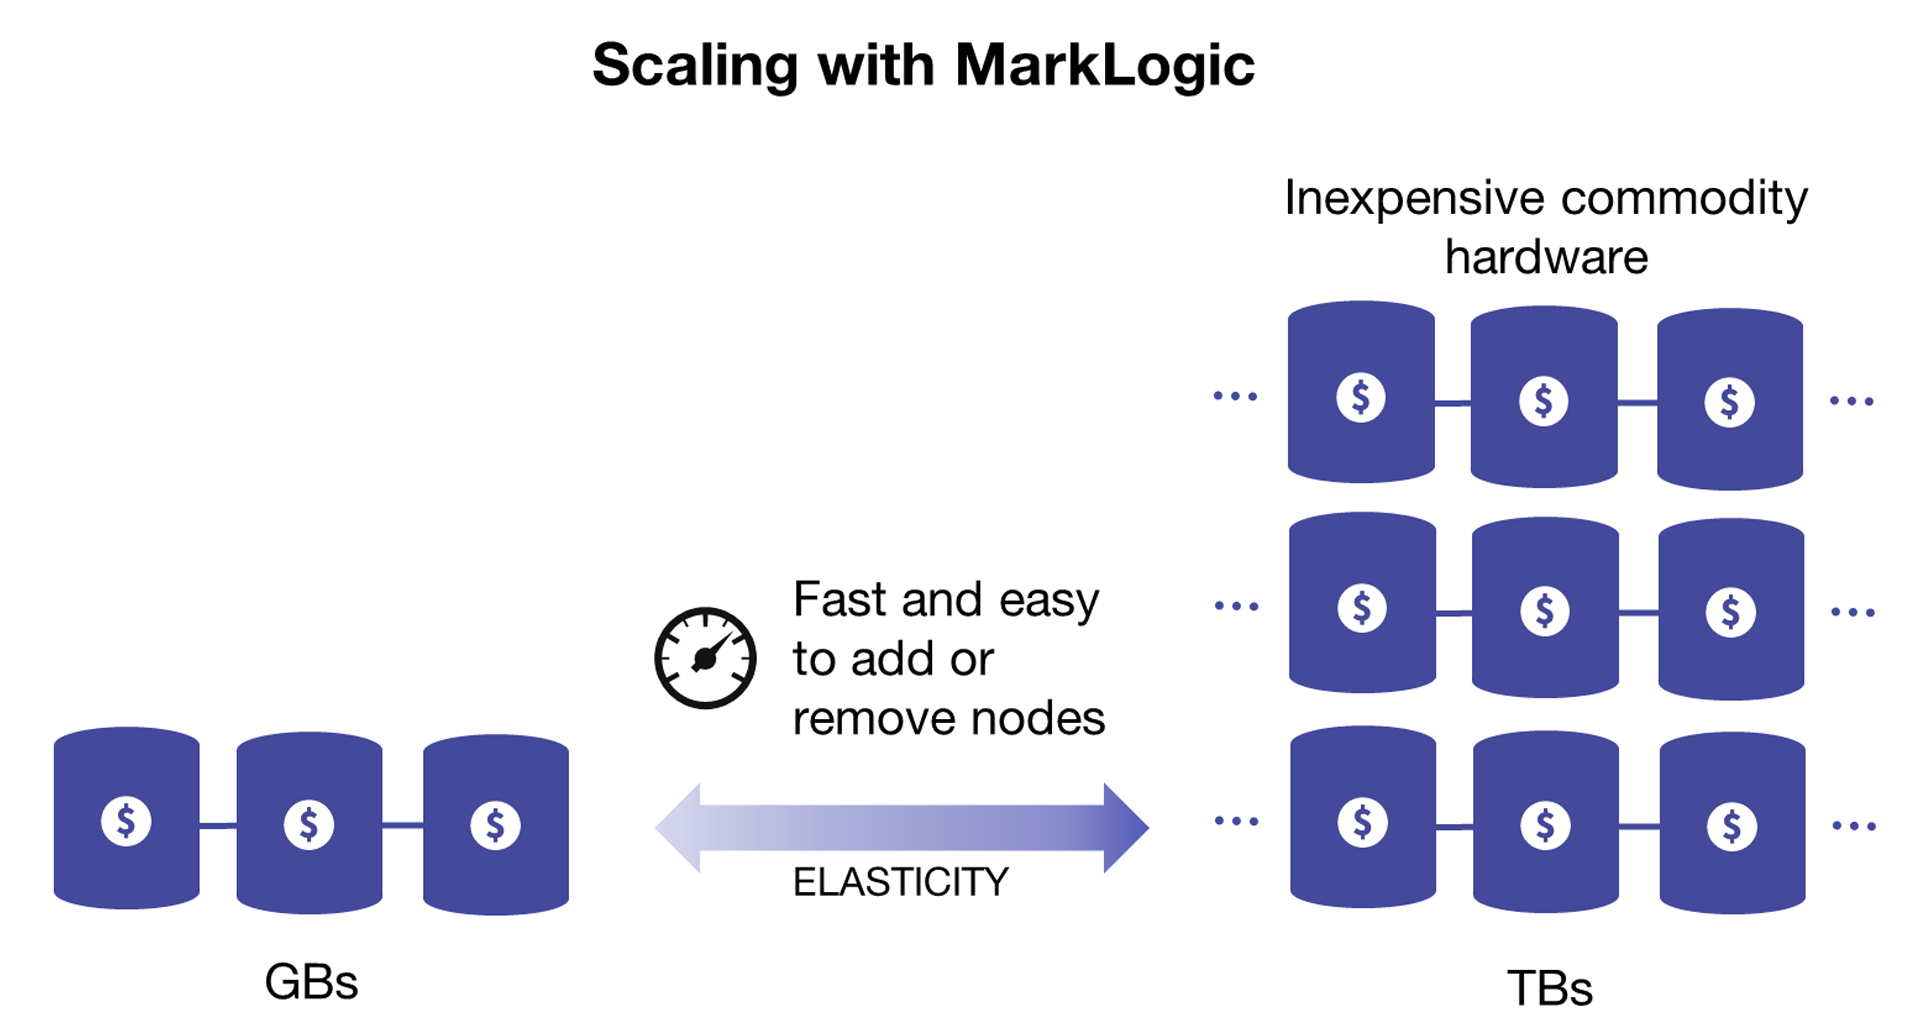 Scaling with MarkLogic
Inexpensive commodity
hardware
... $ $ $ ...
... $ $ $ ...
Fast and easy
to add or
remove nodes
$ $ $
ELASTICITY
... $ $ $ ...
GBs
TBs